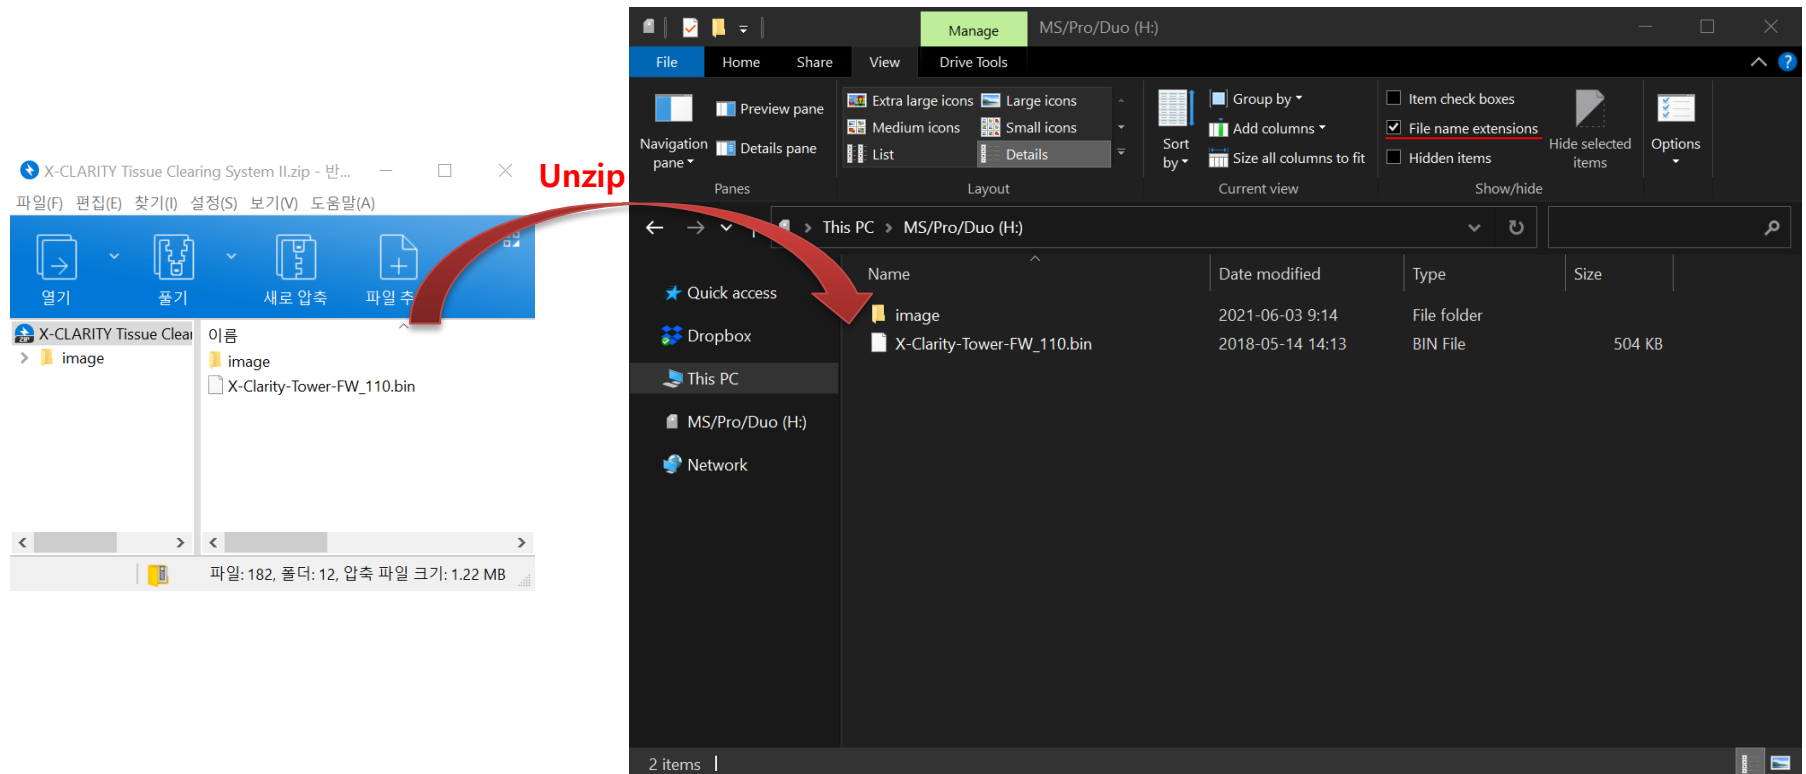 X-CLARITY Tissue Clearing System II.zip - 반...
파일(F) 편집(E) 찾기(I) 설정(S) 보기(V) 도움말(A)
열기 풀기 새로 압축 파일 추
X-CLARITY Tissue Clear
image
이름
image
X-Clarity-Tower-FW_110.bin
파일: 182, 폴더: 12, 압축 파일 크기: 1.22 MB
Unzip
Manage MS/Pro/Duo (H:)
File Home Share View Drive Tools
Navigation pane
Preview pane
Details pane
Panes
Extra large icons Large icons
Medium icons Small icons
List Details
Layout
Sort by
Group by
Add columns
Size all columns to fit
Current view
Item check boxes
File name extensions
Hidden items
Hide selected items
Show/hide
Options
This PC > MS/Pro/Duo (H:)
Quick access
Dropbox
This PC
MS/Pro/Duo (H:)
Network
Name Date modified Type Size
image 2021-06-03 9:14 File folder
X-Clarity-Tower-FW_110.bin 2018-05-14 14:13 BIN File 504 KB
2 items